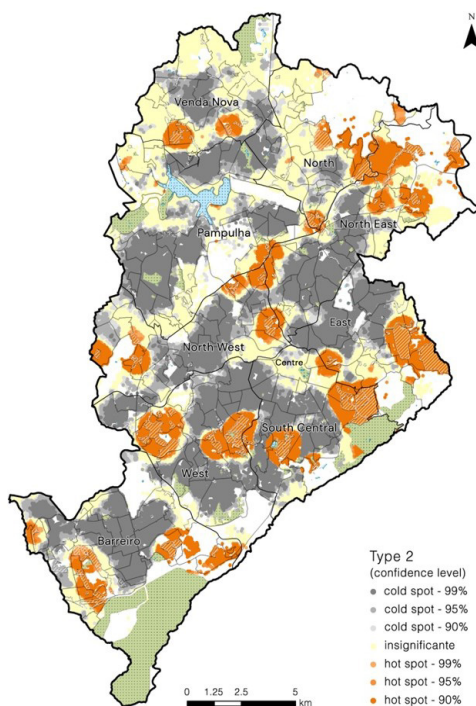 N
Venda Nova
North
North East
Pampulha
East
North West
Centre
South Central
West
Barreiro
Type 2
(confidence level)
cold spot - 99%
cold spot - 95%
cold spot - 90%
insignificante
hot spot - 99%
hot spot - 95%
hot spot - 90%
0 1.25 2.5 5
km